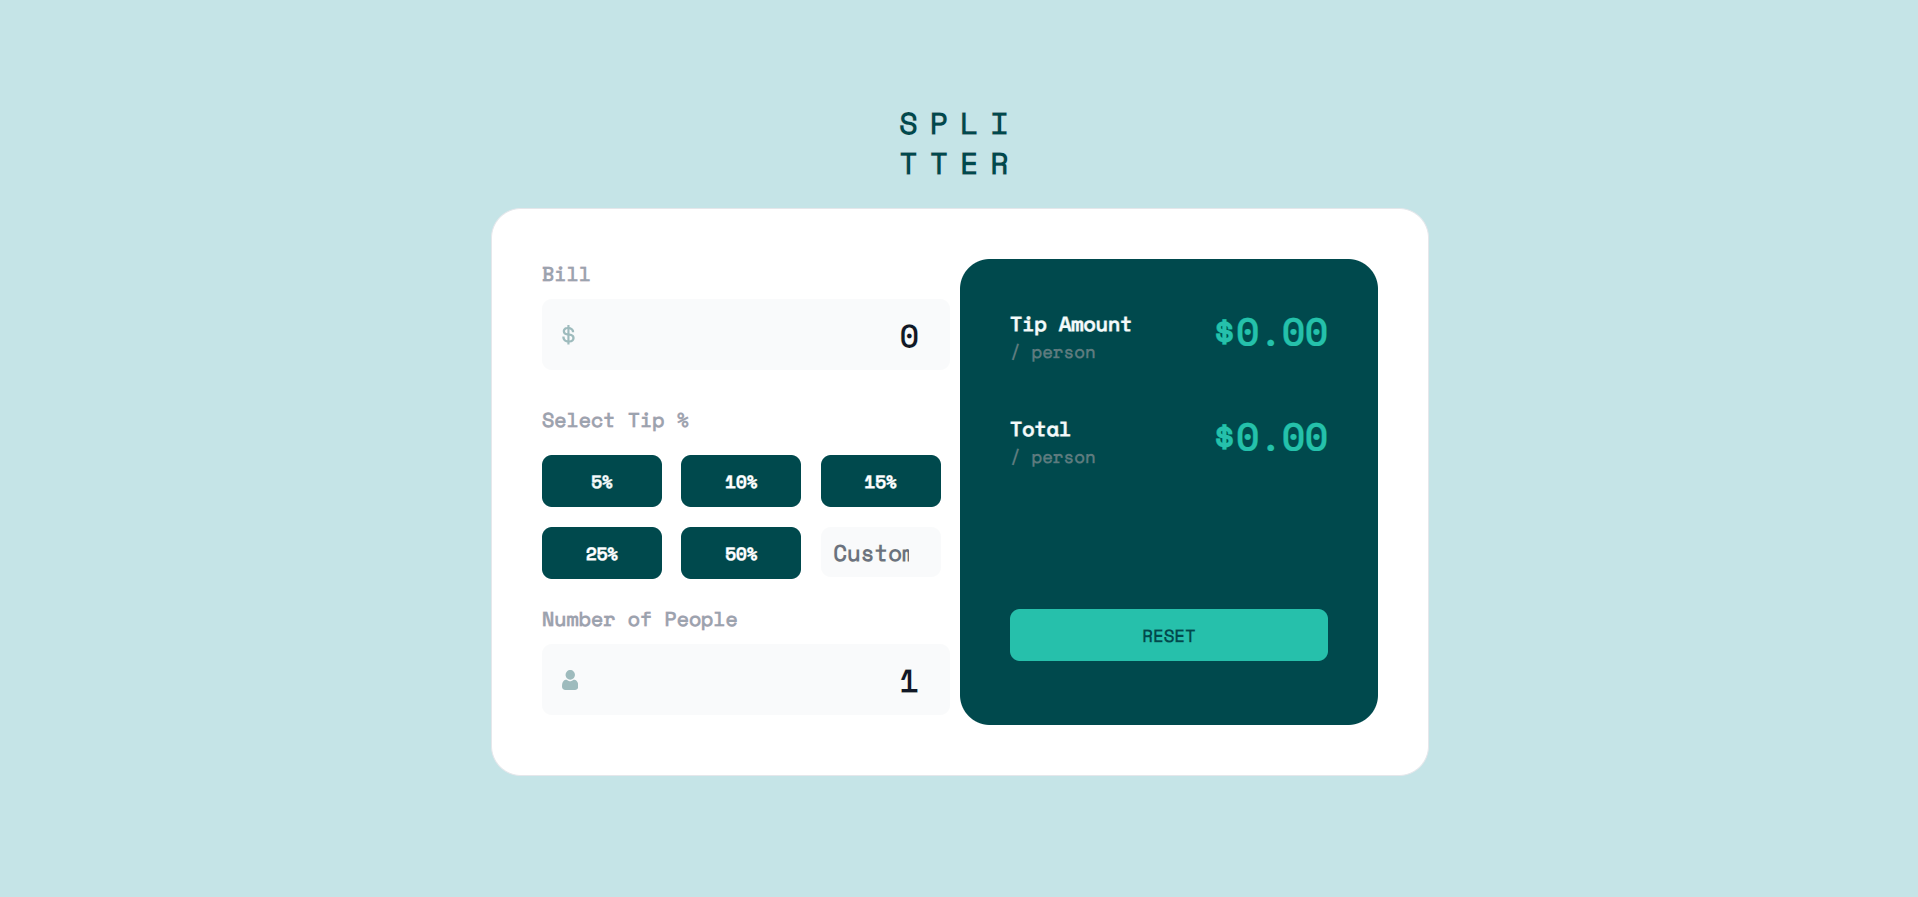 SPLI
TTER
Bill
$ 0
Select Tip %
5% 10% 15%
25% 50% Custom
Number of People
1
Tip Amount $0.00
/ person
Total $0.00
/ person
RESET